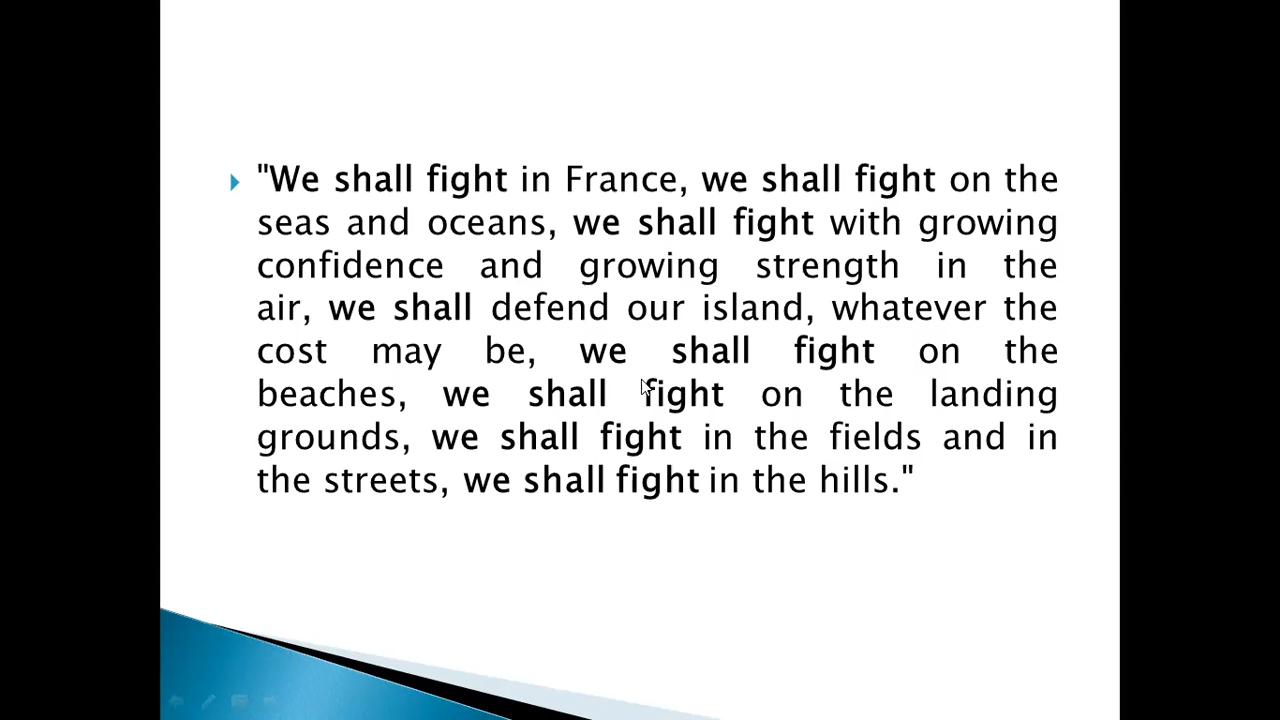 "We shall fight in France, we shall fight on the
seas and oceans, we shall fight with growing
confidence and growing strength in the
air, we shall defend our island, whatever the
cost may be, we shall fight on the
beaches, we shall fight on the landing
grounds, we shall fight in the fields and in
the streets, we shall fight in the hills."